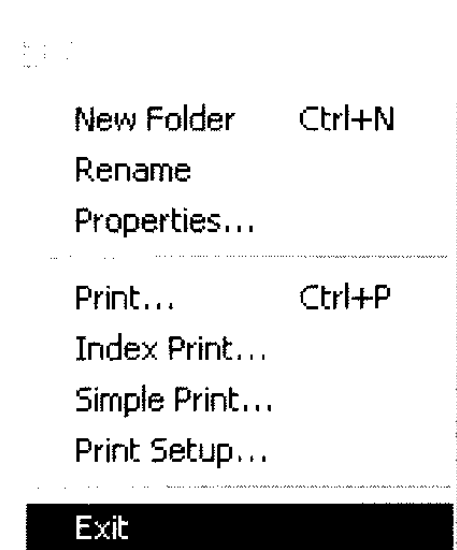 New Folder Ctrl+N
Rename
Properties...
Print... Ctrl+P
Index Print...
Simple Print...
Print Setup...
Exit